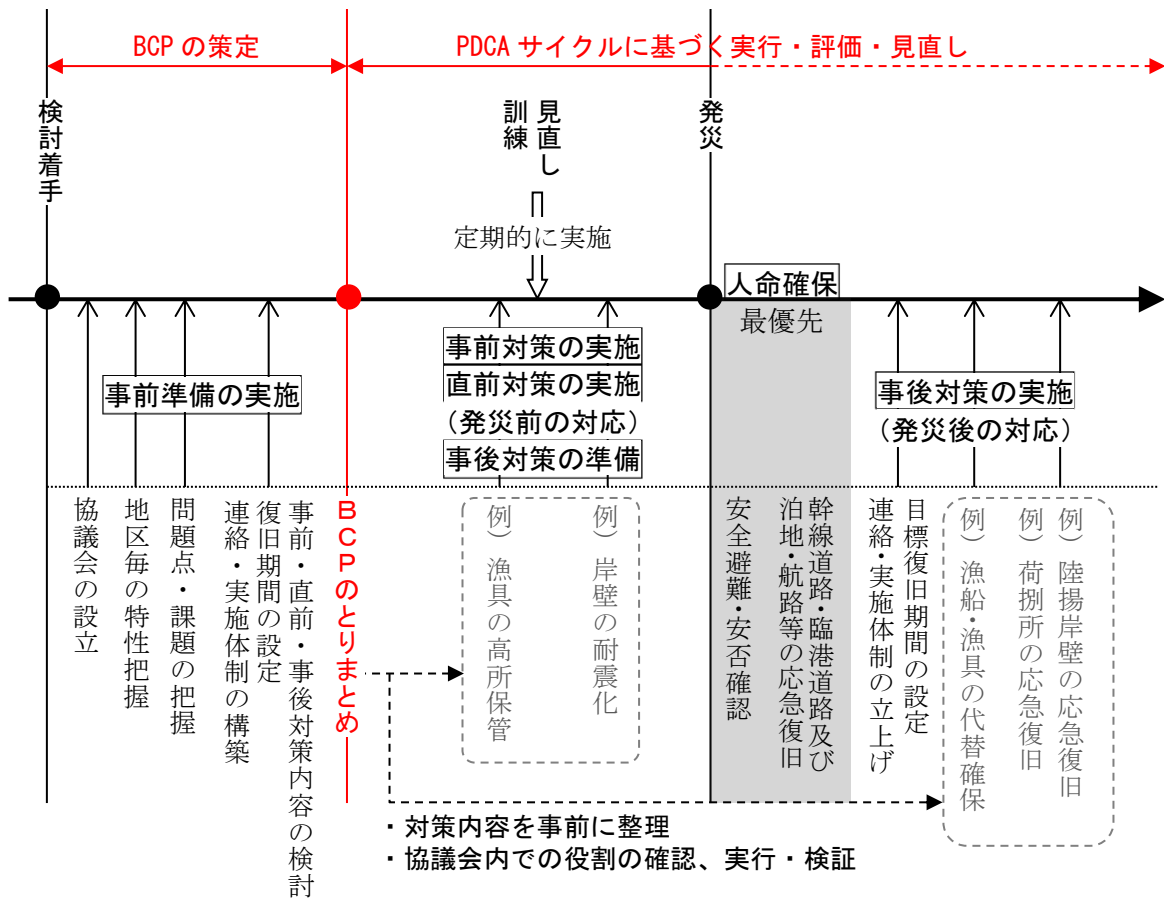 BCPの策定
PDCAサイクルに基づく実行・評価・見直し
検討着手
見直し
訓練
発災
定期的に実施
人命確保
最優先
事前準備の実施
事前対策の実施
直前対策の実施
(発災前の対応)
事後対策の準備
事後対策の実施
(発災後の対応)
協議会の設立
地区毎の特性把握
問題点・課題の把握
事前・直前・事後対策内容の検討
復旧期間の設定
連絡・実施体制の構築
BCPのとりまとめ
例）漁具の高所保管
例）岸壁の耐震化
安全避難・安否確認
幹線道路・臨港道路及び
泊地・航路等の応急復旧
目標復旧期間の設定
連絡・実施体制の立上げ
例）漁船・漁具の代替確保
例）荷捌所の応急復旧
例）陸揚岸壁の応急復旧
・対策内容を事前に整理
・協議会内での役割の確認、実行・検証